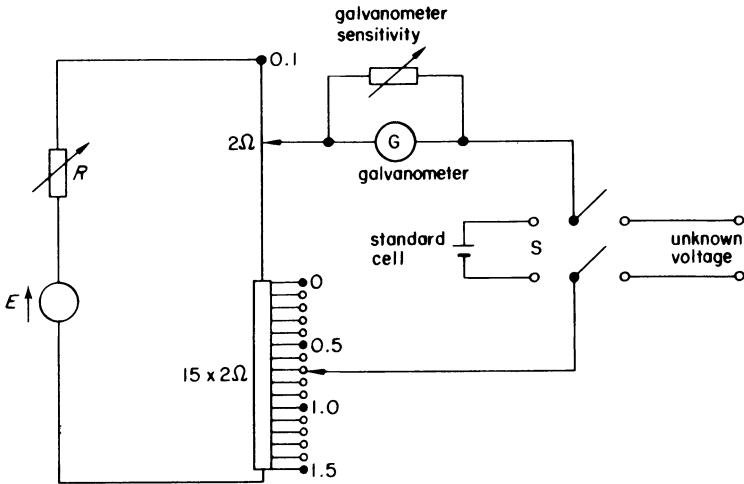 galvanometer
sensitivity
0.1
2Ω
G
galvanometer
R
standard
cell
S
unknown
voltage
E
0
0.5
15 x 2Ω
1.0
1.5